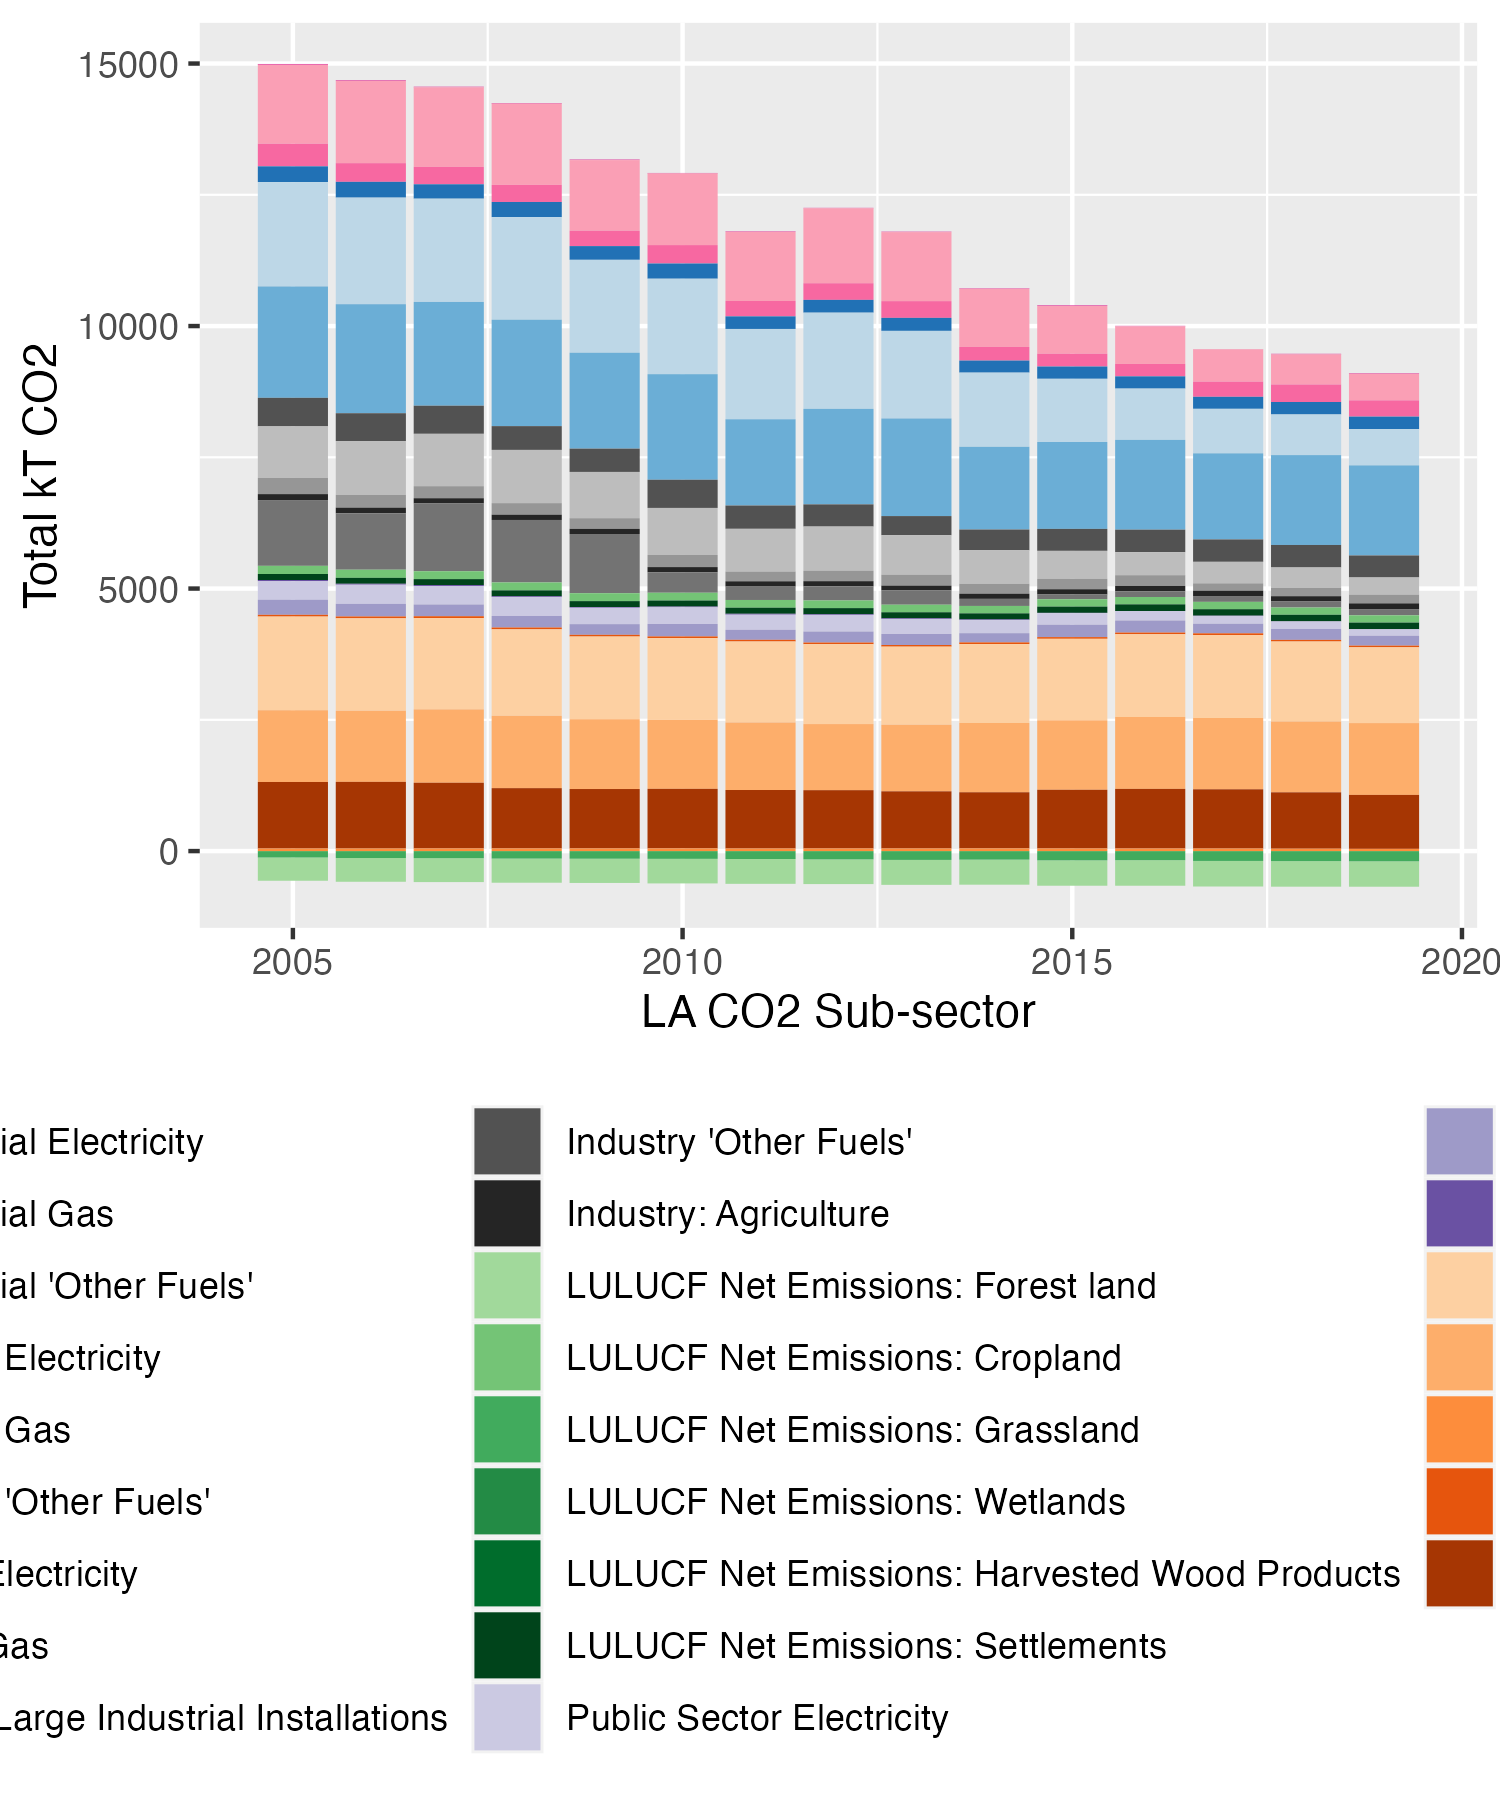 15000
10000
5000
0
Total kT CO2
2005 2010 2015 2020
LA CO2 Sub-sector
ial Electricity
ial Gas
ial 'Other Fuels'
Electricity
Gas
'Other Fuels'
Electricity
Gas
Large Industrial Installations
Industry 'Other Fuels'
Industry: Agriculture
LULUCF Net Emissions: Forest land
LULUCF Net Emissions: Cropland
LULUCF Net Emissions: Grassland
LULUCF Net Emissions: Wetlands
LULUCF Net Emissions: Harvested Wood Products
LULUCF Net Emissions: Settlements
Public Sector Electricity